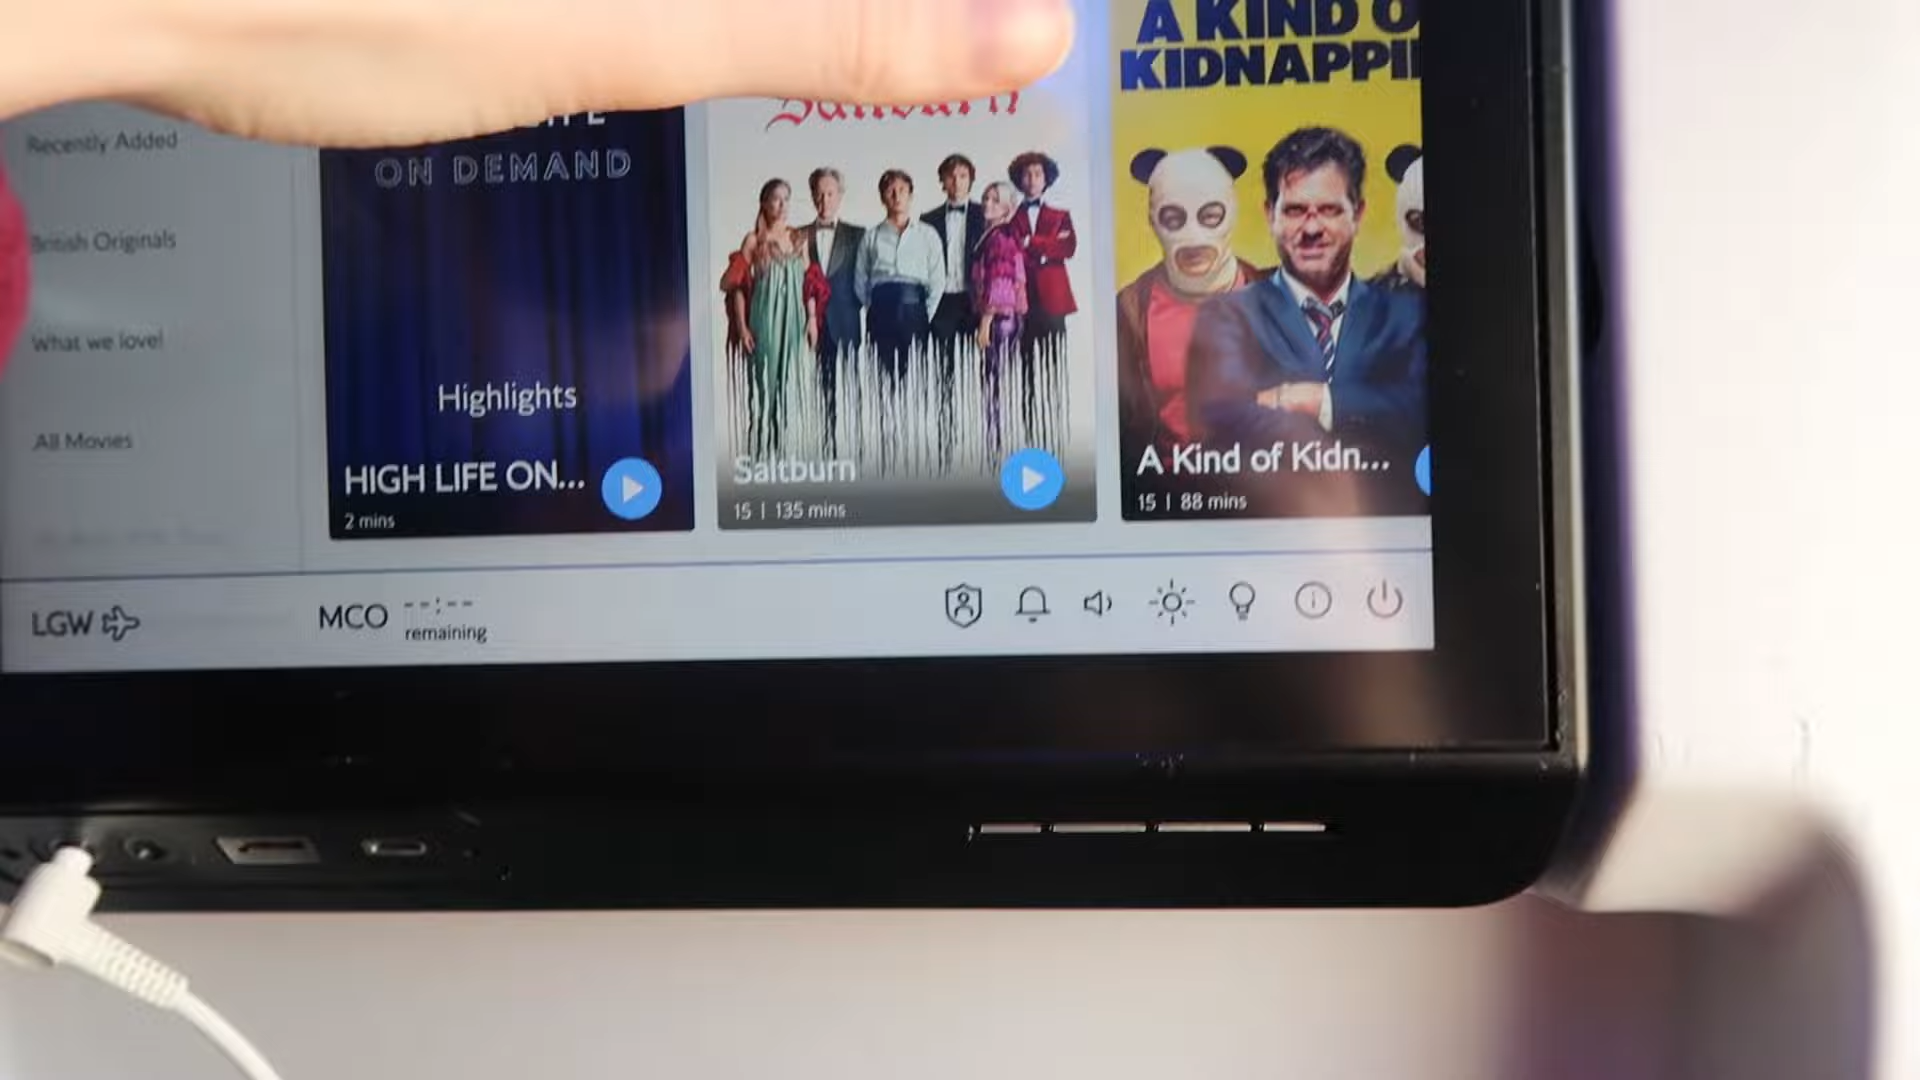 Recently Added
British Originals
What we love!
All Movies
ON DEMAND
Highlights
HIGH LIFE ON...
2 mins
Saltburn
Saltburn
15 | 135 mins
A KIND O
KIDNAPPI
A Kind of Kidn...
15 | 88 mins
LGW
MCO --:--
remaining